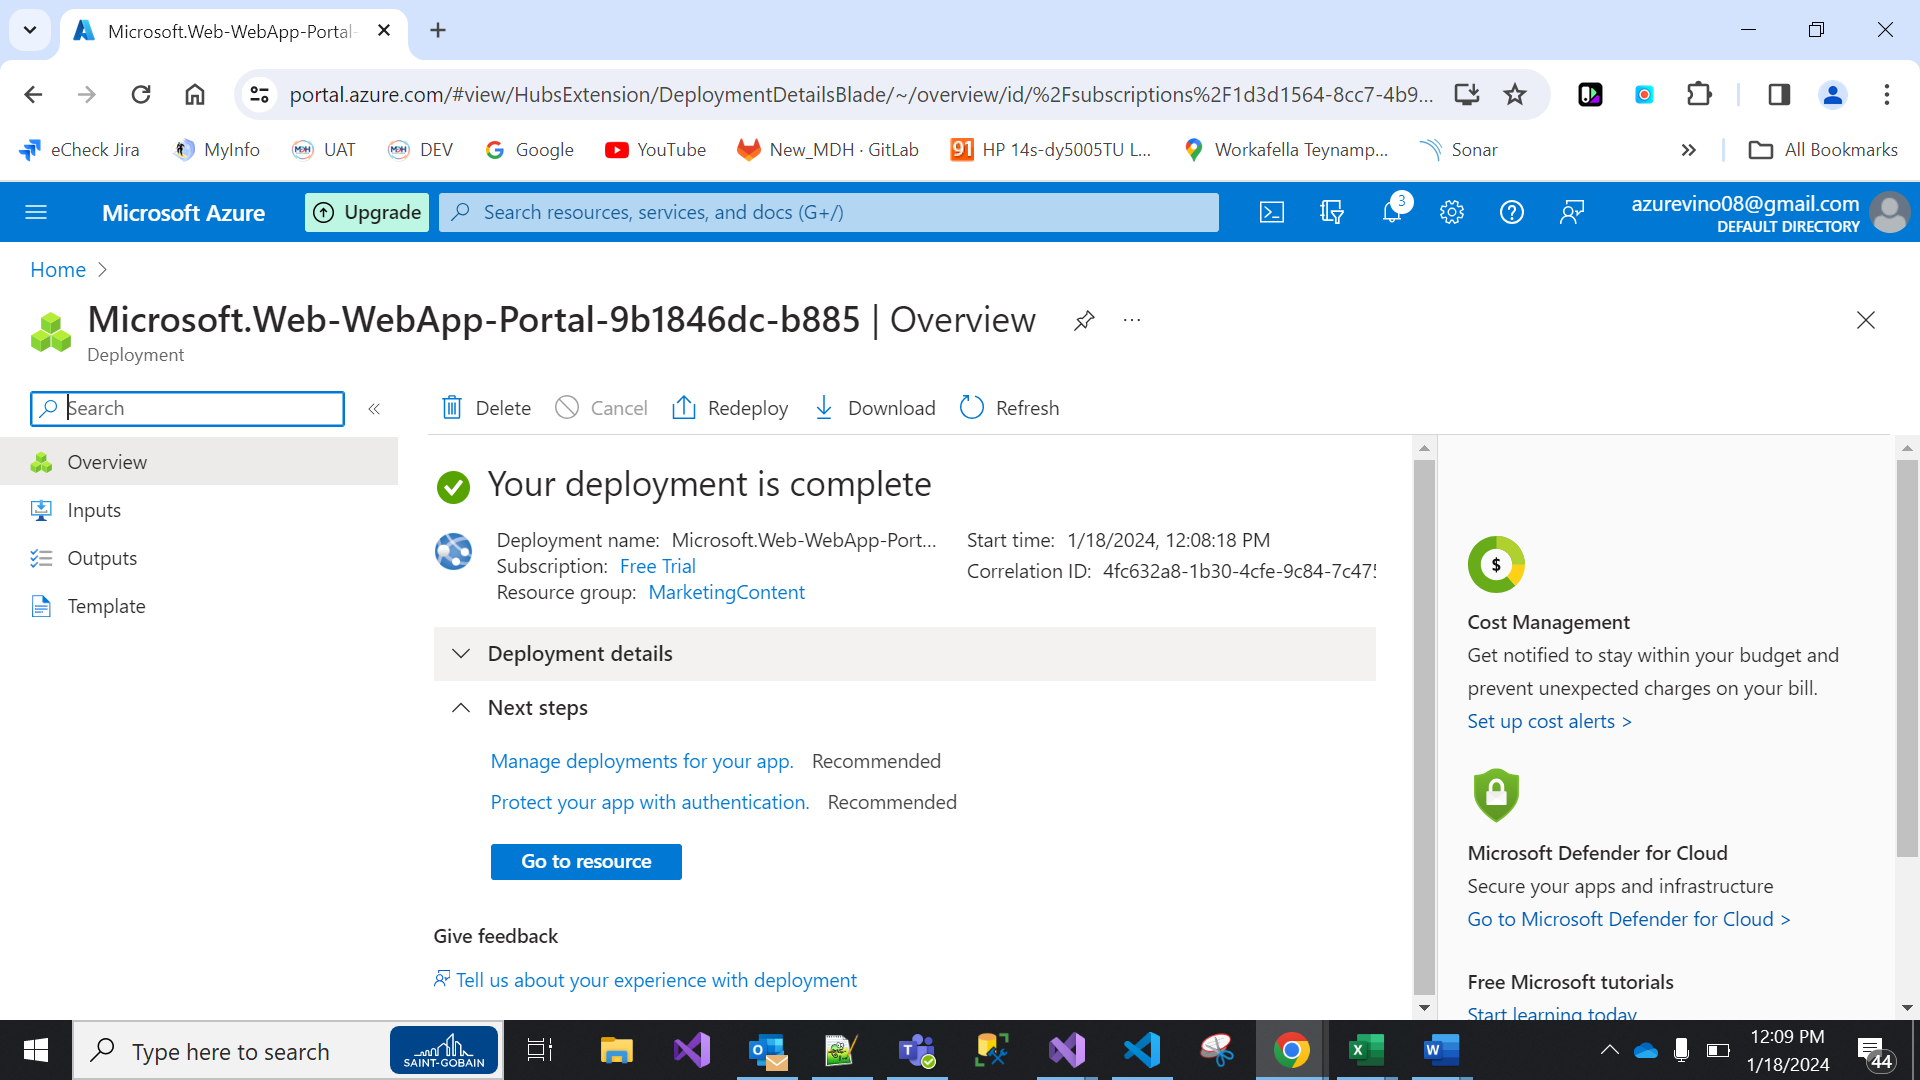 Microsoft.Web-WebApp-Portal-
portal.azure.com/#view/HubsExtension/DeploymentDetailsBlade/~/overview/id/%2Fsubscriptions%2F1d3d1564-8cc7-4b9...
eCheck Jira
MyInfo
MDH UAT
MDH DEV
Google
YouTube
New_MDH · GitLab
91 HP 14s-dy5005TU L...
Workafella Teynamp...
Sonar
»
All Bookmarks
Microsoft Azure
Upgrade
Search resources, services, and docs (G+/)
3
azurevino08@gmail.com
DEFAULT DIRECTORY
Home >
Microsoft.Web-WebApp-Portal-9b1846dc-b885 | Overview
Deployment
Search
«
Delete
Cancel
Redeploy
Download
Refresh
Overview
Inputs
Outputs
Template
Your deployment is complete
Deployment name: Microsoft.Web-WebApp-Port...
Subscription: Free Trial
Resource group: MarketingContent
Start time: 1/18/2024, 12:08:18 PM
Correlation ID: 4fc632a8-1b30-4cfe-9c84-7c475
Deployment details
Next steps
Manage deployments for your app. Recommended
Protect your app with authentication. Recommended
Go to resource
Give feedback
Tell us about your experience with deployment
$
Cost Management
Get notified to stay within your budget and
prevent unexpected charges on your bill.
Set up cost alerts >
Microsoft Defender for Cloud
Secure your apps and infrastructure
Go to Microsoft Defender for Cloud >
Free Microsoft tutorials
Start learning today
Type here to search
SAINT-GOBAIN
12:09 PM
1/18/2024
44